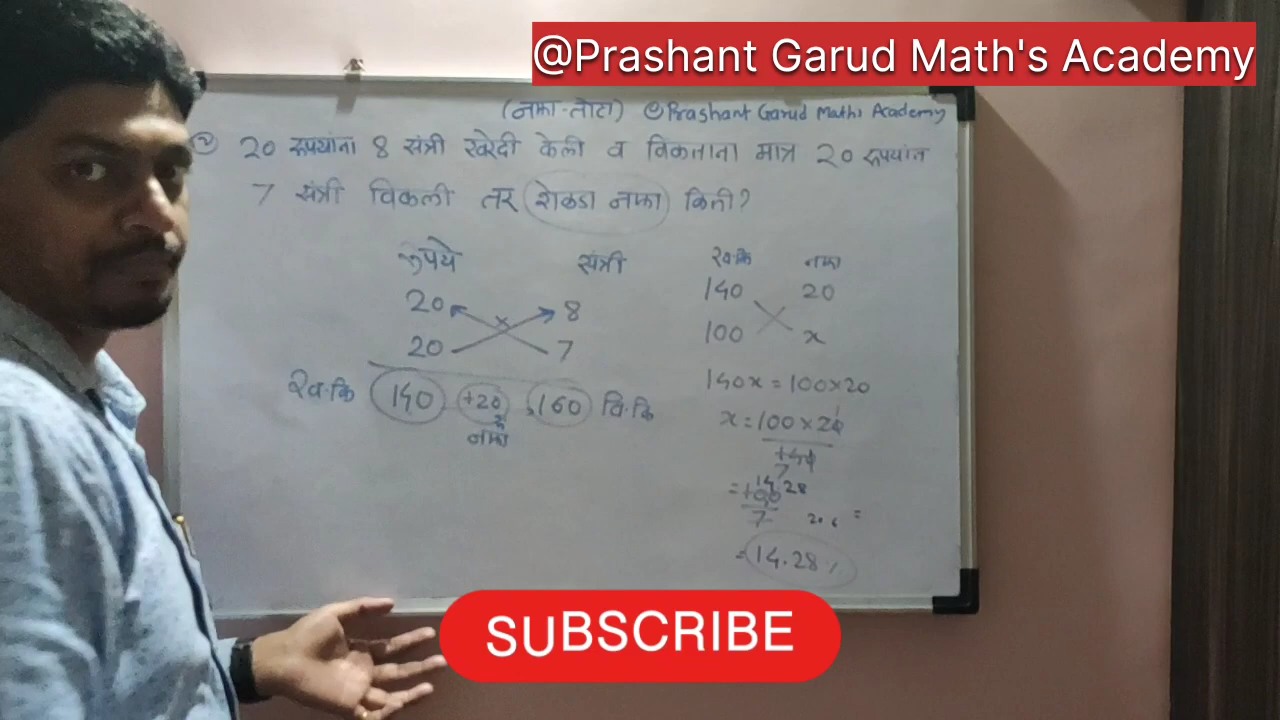 @Prashant Garud Math's Academy
(नफा-तोटा) @Prashant Garud Maths Academy
२) 20 रूपयांना 8 संत्री खरेदी केली व विकताना मात्र 20 रूपयांत
7 संत्री विकली तर शेकडा नफा किती?
रूपये संत्री
20 8
20 7
ख.कि 140 +20 160 वि.कि
नफा
ख.कि नफा
140 20
100 x
140x = 100×20
x = 100×20
140
7
14.28
= 100
7
= 14.28%
SUBSCRIBE